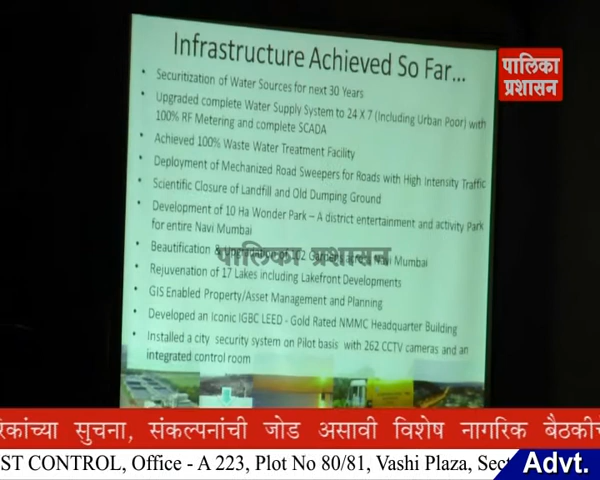 Infrastructure Achieved So Far...
पालिका
प्रशासन
• Securitization of Water Sources for next 30 Years
• Upgraded complete Water Supply System to 24 X 7 (Including Urban Poor) with
100% RF Metering and complete SCADA
• Achieved 100% Waste Water Treatment Facility
• Deployment of Mechanized Road Sweepers for Roads with High Intensity Traffic
• Scientific Closure of Landfill and Old Dumping Ground
• Development of 10 Ha Wonder Park – A district entertainment and activity Park
for entire Navi Mumbai
• Beautification & Upgradation of 102 Gardens across Navi Mumbai
पालिका प्रशासन
• Rejuvenation of 17 Lakes including Lakefront Developments
• GIS Enabled Property/Asset Management and Planning
• Developed an Iconic IGBC LEED - Gold Rated NMMC Headquarter Building
• Installed a city security system on Pilot basis with 262 CCTV cameras and an
integrated control room
रिकांच्या सुचना, संकल्पनांची जोड असावी विशेष नागरिक बैठकीचे
ST CONTROL, Office - A 223, Plot No 80/81, Vashi Plaza, Sect
Advt.